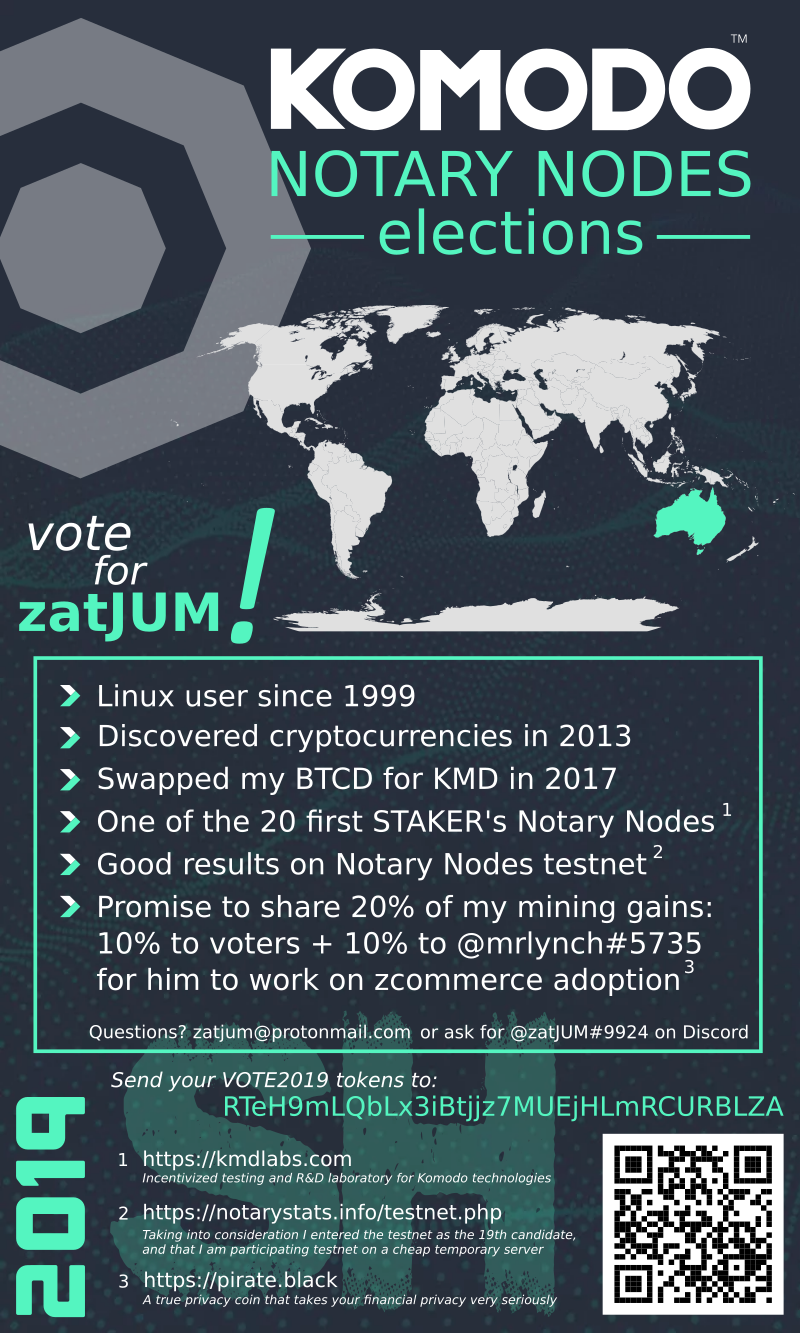 KOMODO™
NOTARY NODES
elections
vote
for
zatJUM!
Linux user since 1999
Discovered cryptocurrencies in 2013
Swapped my BTCD for KMD in 2017
One of the 20 first STAKER's Notary Nodes 1
Good results on Notary Nodes testnet 2
Promise to share 20% of my mining gains:
10% to voters + 10% to @mrlynch#5735
for him to work on zcommerce adoption 3
Questions? zatjum@protonmail.com or ask for @zatJUM#9924 on Discord
SH
Send your VOTE2019 tokens to:
RTeH9mLQbLx3iBtjjz7MUEjHLmRCURBLZA
2019
1 https://kmdlabs.com
Incentivized testing and R&D laboratory for Komodo technologies
2 https://notarystats.info/testnet.php
Taking into consideration I entered the testnet as the 19th candidate,
and that I am participating testnet on a cheap temporary server
3 https://pirate.black
A true privacy coin that takes your financial privacy very seriously